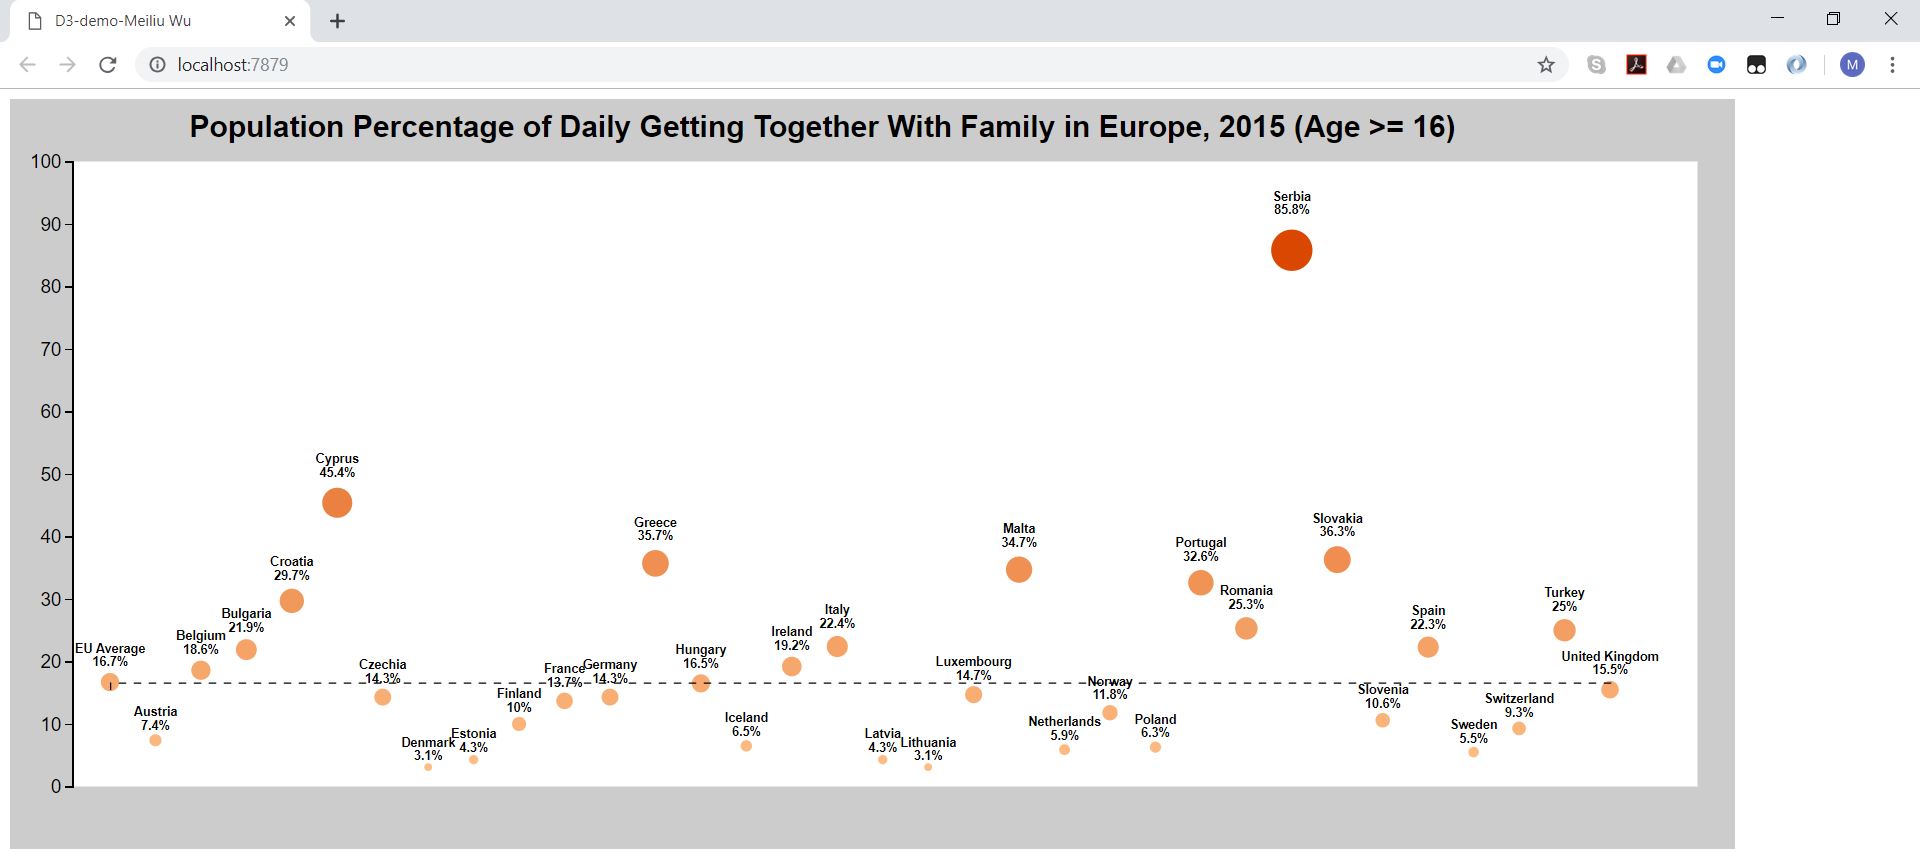 D3-demo-Meiliu Wu
localhost:7879
M
Population Percentage of Daily Getting Together With Family in Europe, 2015 (Age >= 16)
100
90
80
70
60
50
40
30
20
10
0
EU Average
16.7%
Austria
7.4%
Belgium
18.6%
Bulgaria
21.9%
Croatia
29.7%
Cyprus
45.4%
Czechia
14.3%
Denmark
3.1%
Estonia
4.3%
Finland
10%
France
13.7%
Germany
14.3%
Greece
35.7%
Hungary
16.5%
Iceland
6.5%
Ireland
19.2%
Italy
22.4%
Latvia
4.3%
Lithuania
3.1%
Luxembourg
14.7%
Malta
34.7%
Netherlands
5.9%
Norway
11.8%
Poland
6.3%
Portugal
32.6%
Romania
25.3%
Serbia
85.8%
Slovakia
36.3%
Slovenia
10.6%
Spain
22.3%
Sweden
5.5%
Switzerland
9.3%
Turkey
25%
United Kingdom
15.5%